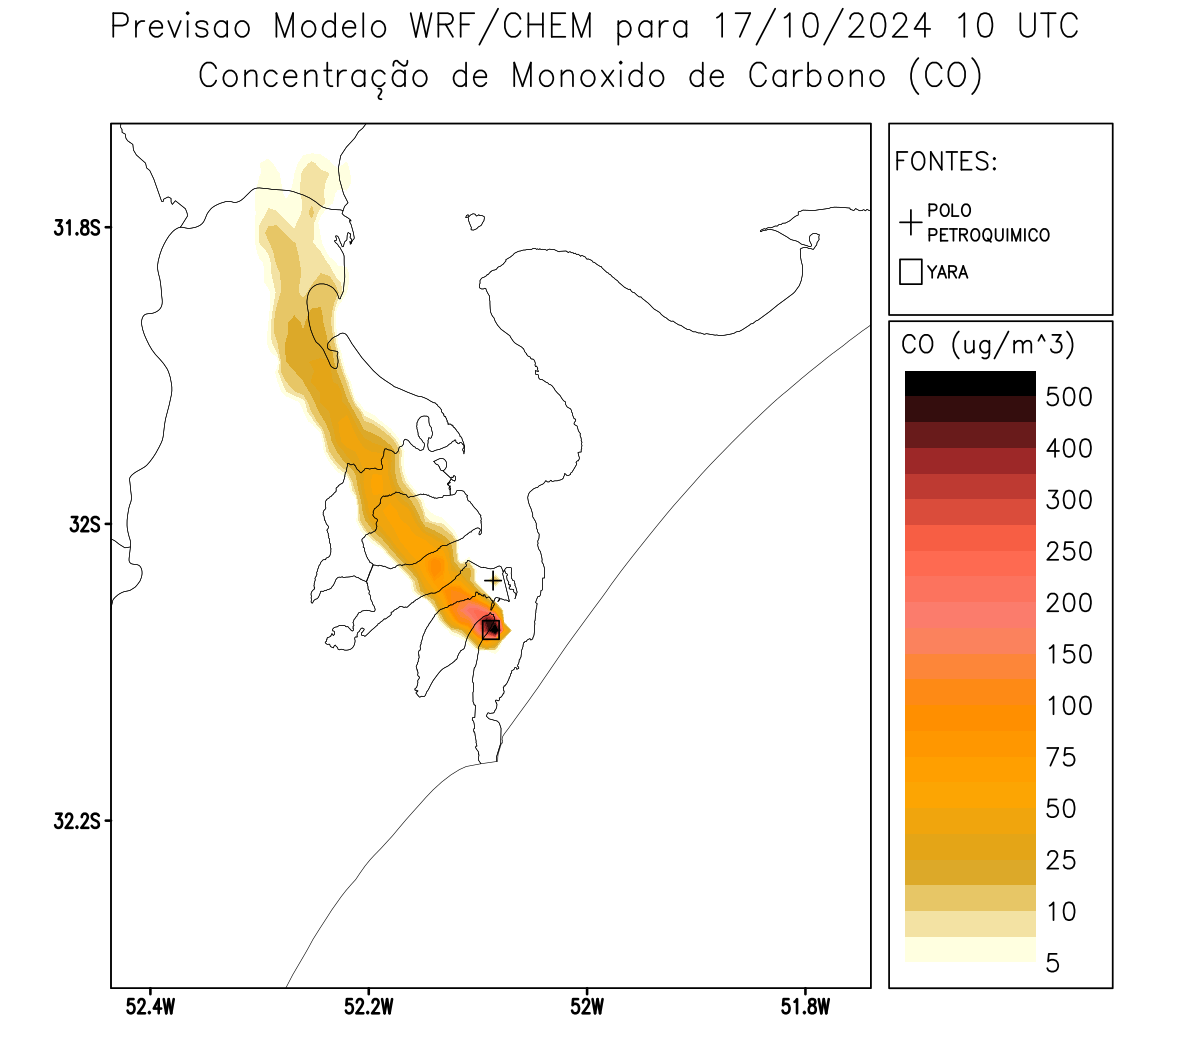 Previsao Modelo WRF/CHEM para 17/10/2024 10 UTC
Concentração de Monoxido de Carbono (CO)
FONTES:
POLO
PETROQUIMICO
YARA
CO (ug/m^3)
500
400
300
250
200
150
100
75
50
25
10
5
31.8S
32S
32.2S
52.4W
52.2W
52W
51.8W